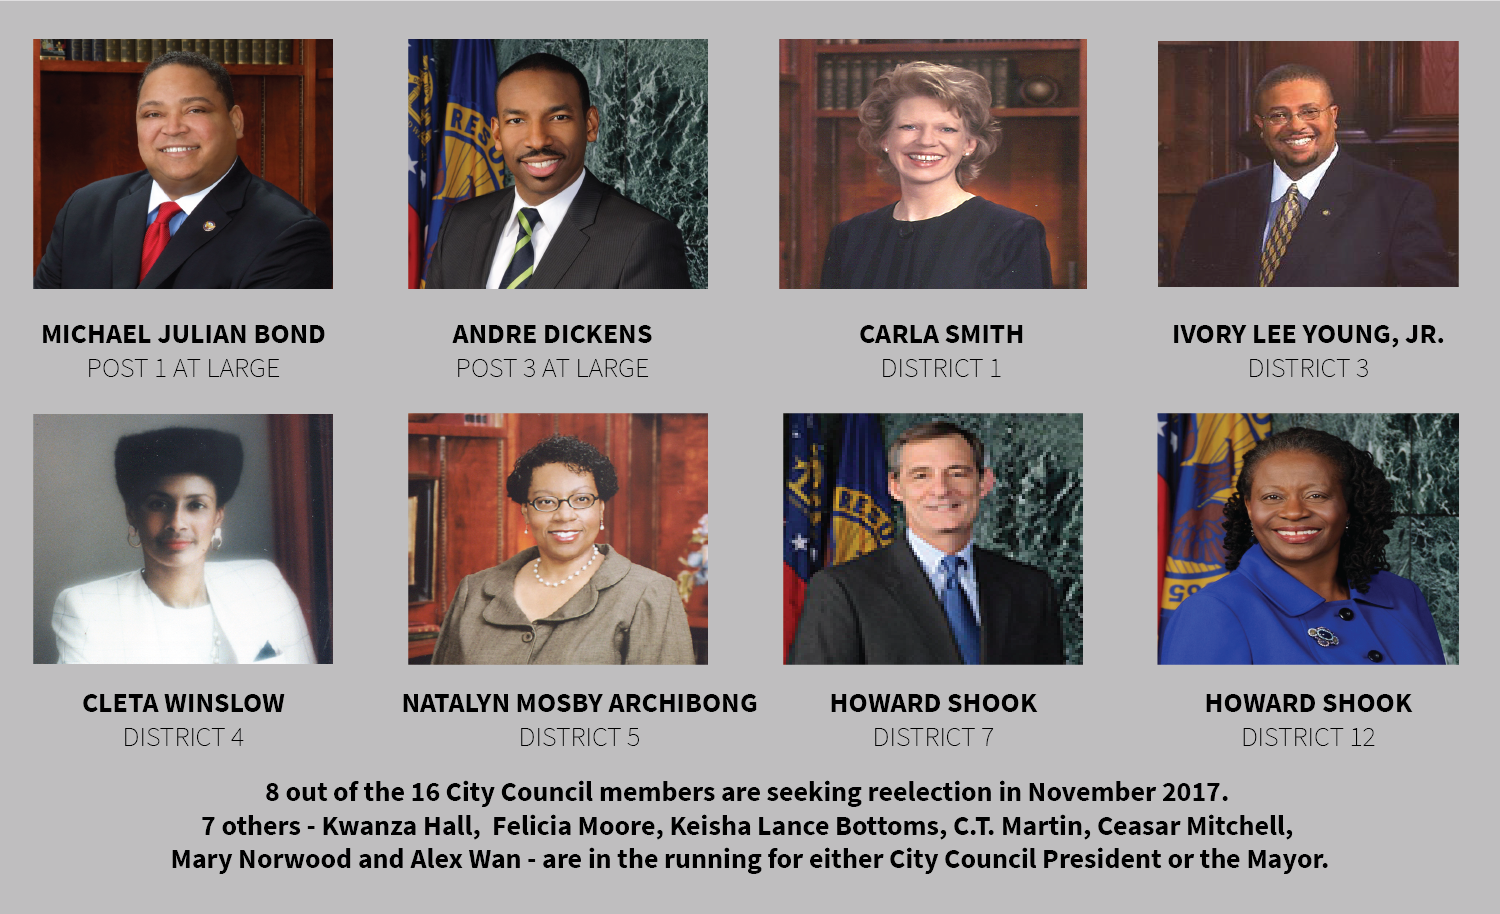 RESU
MICHAEL JULIAN BOND
POST 1 AT LARGE
ANDRE DICKENS
POST 3 AT LARGE
CARLA SMITH
DISTRICT 1
IVORY LEE YOUNG, JR.
DISTRICT 3
RESU
CLETA WINSLOW
DISTRICT 4
NATALYN MOSBY ARCHIBONG
DISTRICT 5
HOWARD SHOOK
DISTRICT 7
HOWARD SHOOK
DISTRICT 12
8 out of the 16 City Council members are seeking reelection in November 2017.
7 others - Kwanza Hall, Felicia Moore, Keisha Lance Bottoms, C.T. Martin, Ceasar Mitchell,
Mary Norwood and Alex Wan - are in the running for either City Council President or the Mayor.